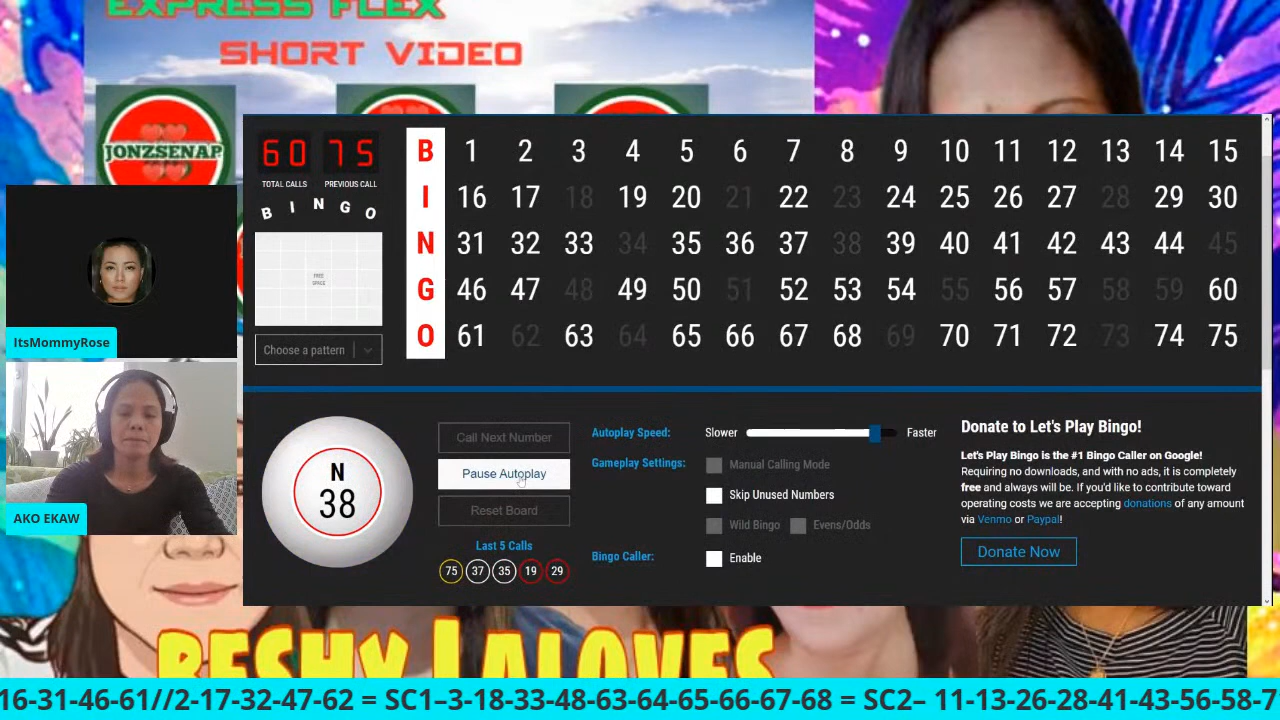 EXPRESS FLEX
SHORT VIDEO
JONZSENAP
60 75
TOTAL CALLS PREVIOUS CALL
B I N G O
FREE
SPACE
Choose a pattern
B 1 2 3 4 5 6 7 8 9 10 11 12 13 14 15
I 16 17 18 19 20 21 22 23 24 25 26 27 28 29 30
N 31 32 33 34 35 36 37 38 39 40 41 42 43 44 45
G 46 47 48 49 50 51 52 53 54 55 56 57 58 59 60
O 61 62 63 64 65 66 67 68 69 70 71 72 73 74 75
ItsMommyRose
AKO EKAW
N
38
Call Next Number
Pause Autoplay
Reset Board
Last 5 Calls
75 37 35 19 29
Autoplay Speed: Slower Faster
Gameplay Settings: Manual Calling Mode
Skip Unused Numbers
Wild Bingo Evens/Odds
Bingo Caller: Enable
Donate to Let's Play Bingo!
Let's Play Bingo is the #1 Bingo Caller on Google!
Requiring no downloads, and with no ads, it is completely
free and always will be. If you'd like to contribute toward
operating costs we are accepting donations of any amount
via Venmo or Paypal!
Donate Now
BESHY LALOVES
16-31-46-61//2-17-32-47-62 = SC1–3-18-33-48-63-64-65-66-67-68 = SC2– 11-13-26-28-41-43-56-58-7